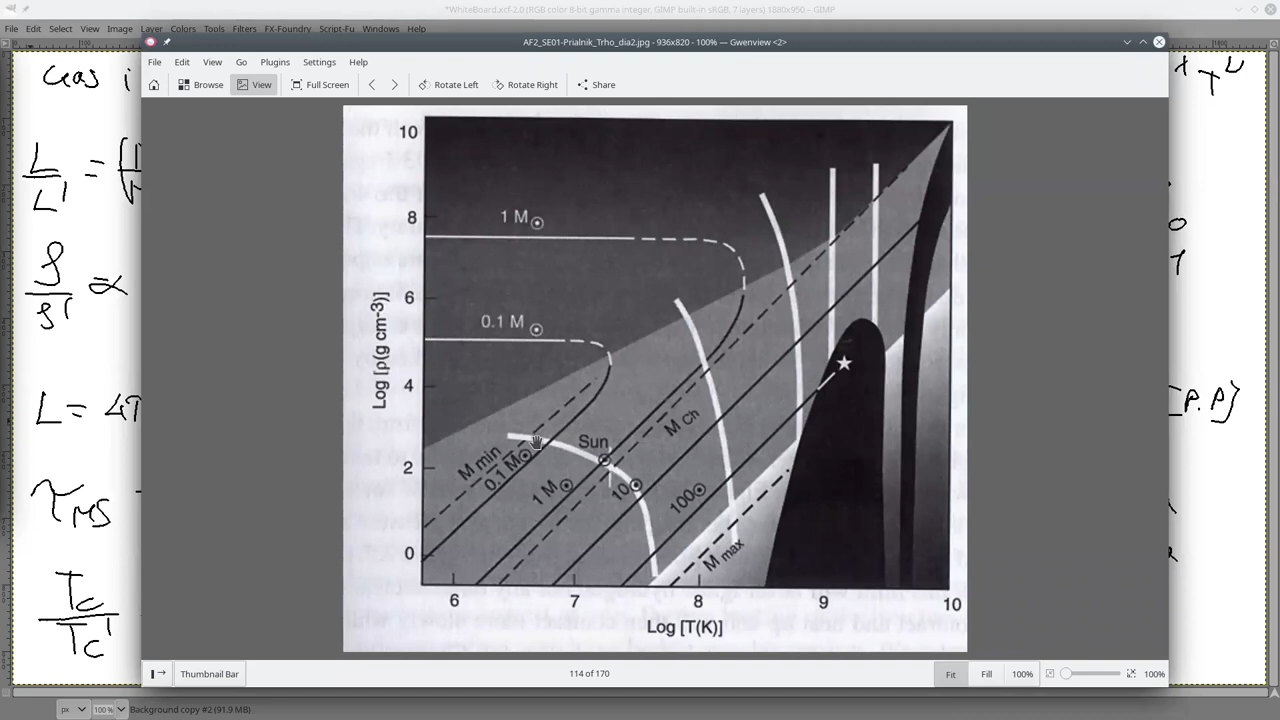 *WhiteBoard.xcf-2.0 (RGB color 8-bit gamma integer, GIMP built-in sRGB, 7 layers) 1880x950 – GIMP
File Edit Select View Image Layer Colors Tools Filters FX-Foundry Script-Fu Windows Help
AF2_SE01-Prialnik_Trho_dia2.jpg - 936x820 - 100% — Gwenview <2>
File Edit View Go Plugins Settings Help
Browse View Full Screen Rotate Left Rotate Right Share
Gas i
L/L' =
ρ/ρ' ∝
L = 4π
τMS
Tc/Tc'
[P.P}
10
8
6
4
2
0
Log [ρ(g cm-3)]
1 M⊙
0.1 M⊙
M Ch
Sun
M min
0.1 M⊙
1 M⊙
10⊙
100⊙
M max
6 7 8 9 10
Log [T(K)]
Thumbnail Bar 114 of 170 Fit Fill 100% 100%
px 100% Background copy #2 (91.9 MB)